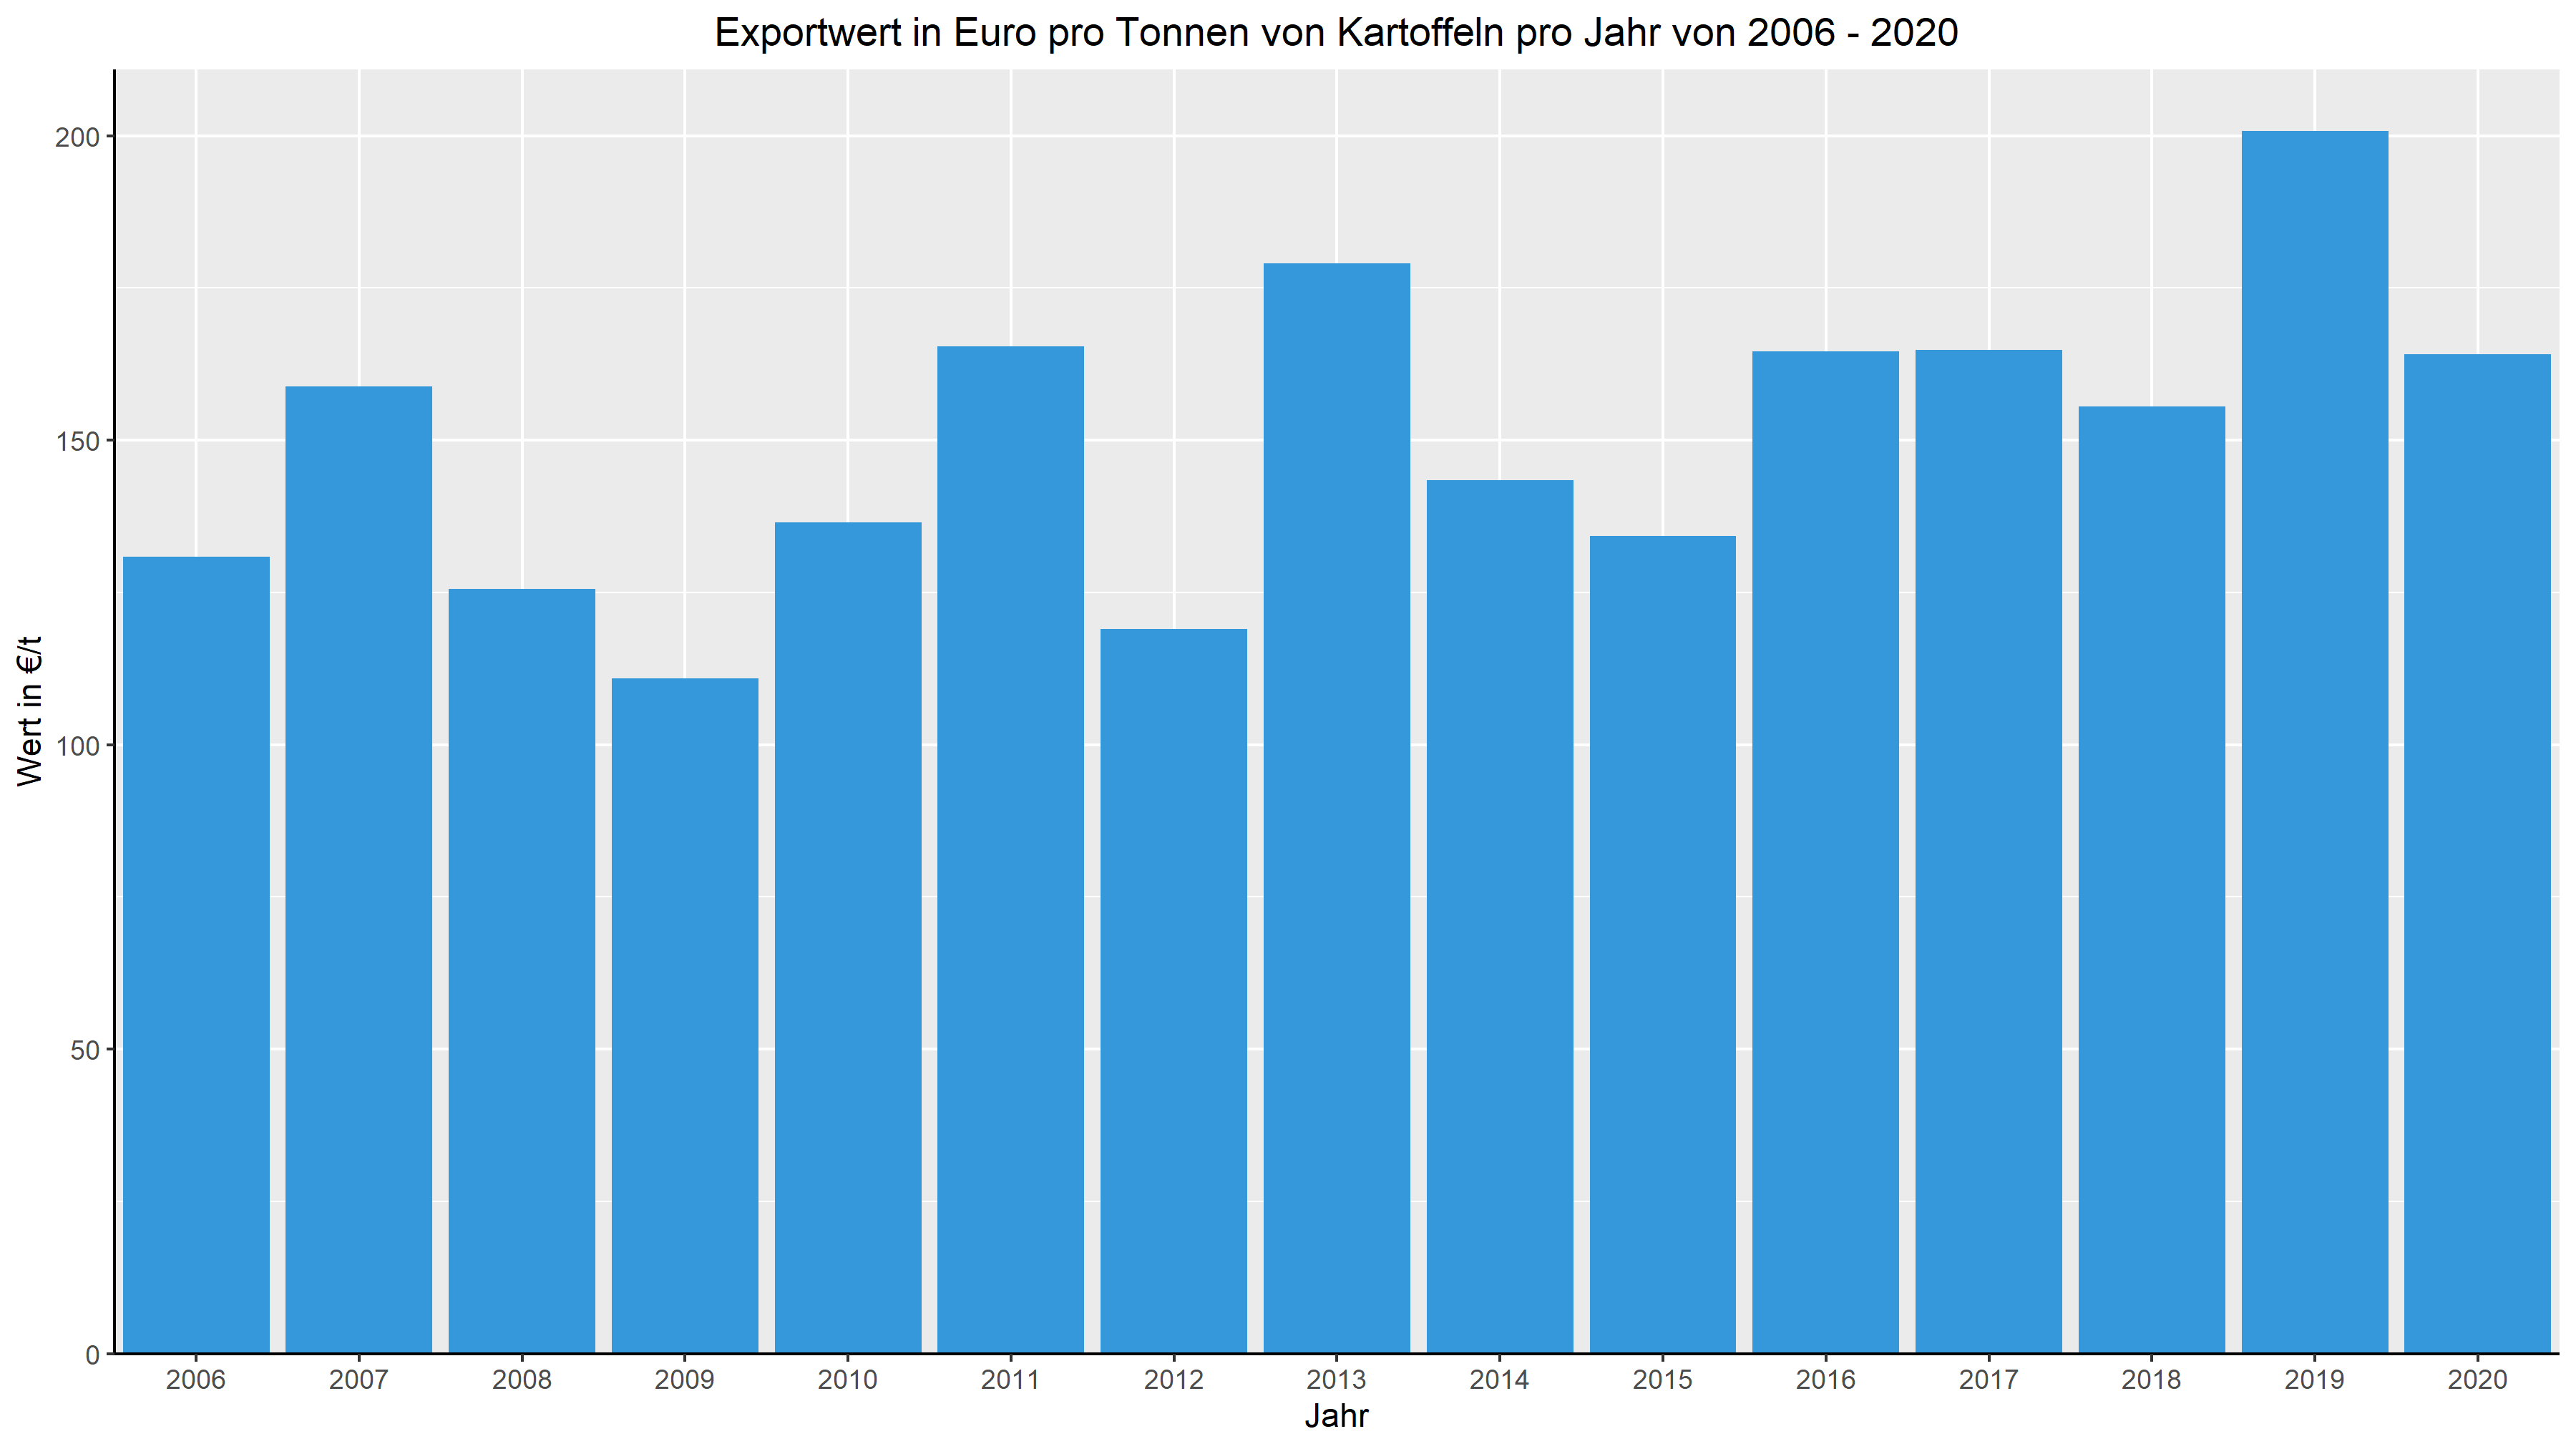 Exportwert in Euro pro Tonnen von Kartoffeln pro Jahr von 2006 - 2020
Wert in €/t
200
150
100
50
0
2006 2007 2008 2009 2010 2011 2012 2013 2014 2015 2016 2017 2018 2019 2020
Jahr